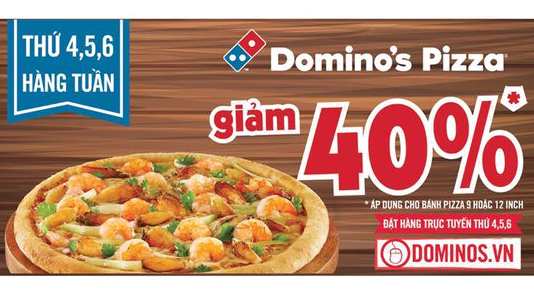 THỨ 4,5,6
HÀNG TUẦN
Domino's Pizza
giảm
40%*
* ÁP DỤNG CHO BÁNH PIZZA 9 HOẶC 12 INCH
ĐẶT HÀNG TRỰC TUYẾN THỨ 4,5,6
DOMINOS.VN